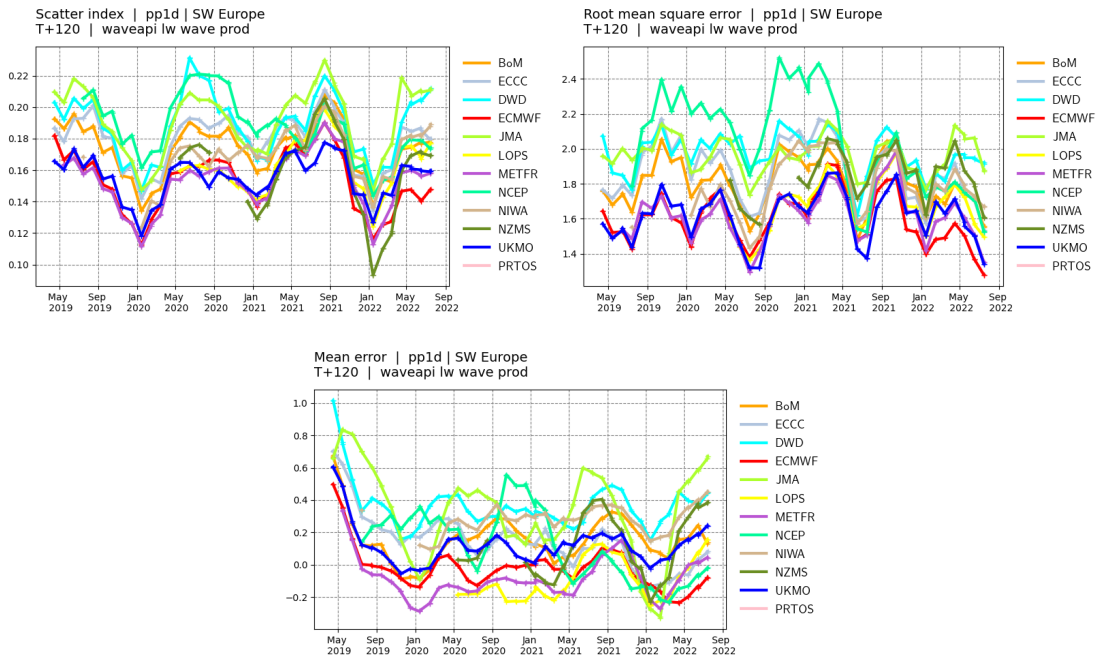 Scatter index | pp1d | SW Europe
T+120 | waveapi lw wave prod
0.22
0.20
0.18
0.16
0.14
0.12
0.10
May 2019
Sep 2019
Jan 2020
May 2020
Sep 2020
Jan 2021
May 2021
Sep 2021
Jan 2022
May 2022
Sep 2022
BoM
ECCC
DWD
ECMWF
JMA
LOPS
METFR
NCEP
NIWA
NZMS
UKMO
PRTOS
Root mean square error | pp1d | SW Europe
T+120 | waveapi lw wave prod
2.4
2.2
2.0
1.8
1.6
1.4
May 2019
Sep 2019
Jan 2020
May 2020
Sep 2020
Jan 2021
May 2021
Sep 2021
Jan 2022
May 2022
Sep 2022
BoM
ECCC
DWD
ECMWF
JMA
LOPS
METFR
NCEP
NIWA
NZMS
UKMO
PRTOS
Mean error | pp1d | SW Europe
T+120 | waveapi lw wave prod
1.0
0.8
0.6
0.4
0.2
0.0
−0.2
May 2019
Sep 2019
Jan 2020
May 2020
Sep 2020
Jan 2021
May 2021
Sep 2021
Jan 2022
May 2022
Sep 2022
BoM
ECCC
DWD
ECMWF
JMA
LOPS
METFR
NCEP
NIWA
NZMS
UKMO
PRTOS